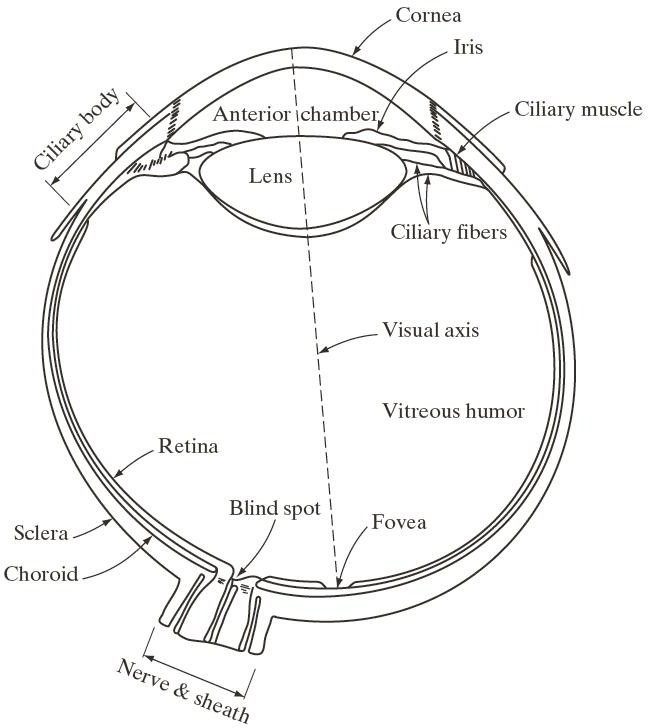 Cornea
Iris
Ciliary body
Anterior chamber
Ciliary muscle
Lens
Ciliary fibers
Visual axis
Vitreous humor
Retina
Blind spot
Fovea
Sclera
Choroid
Nerve & sheath